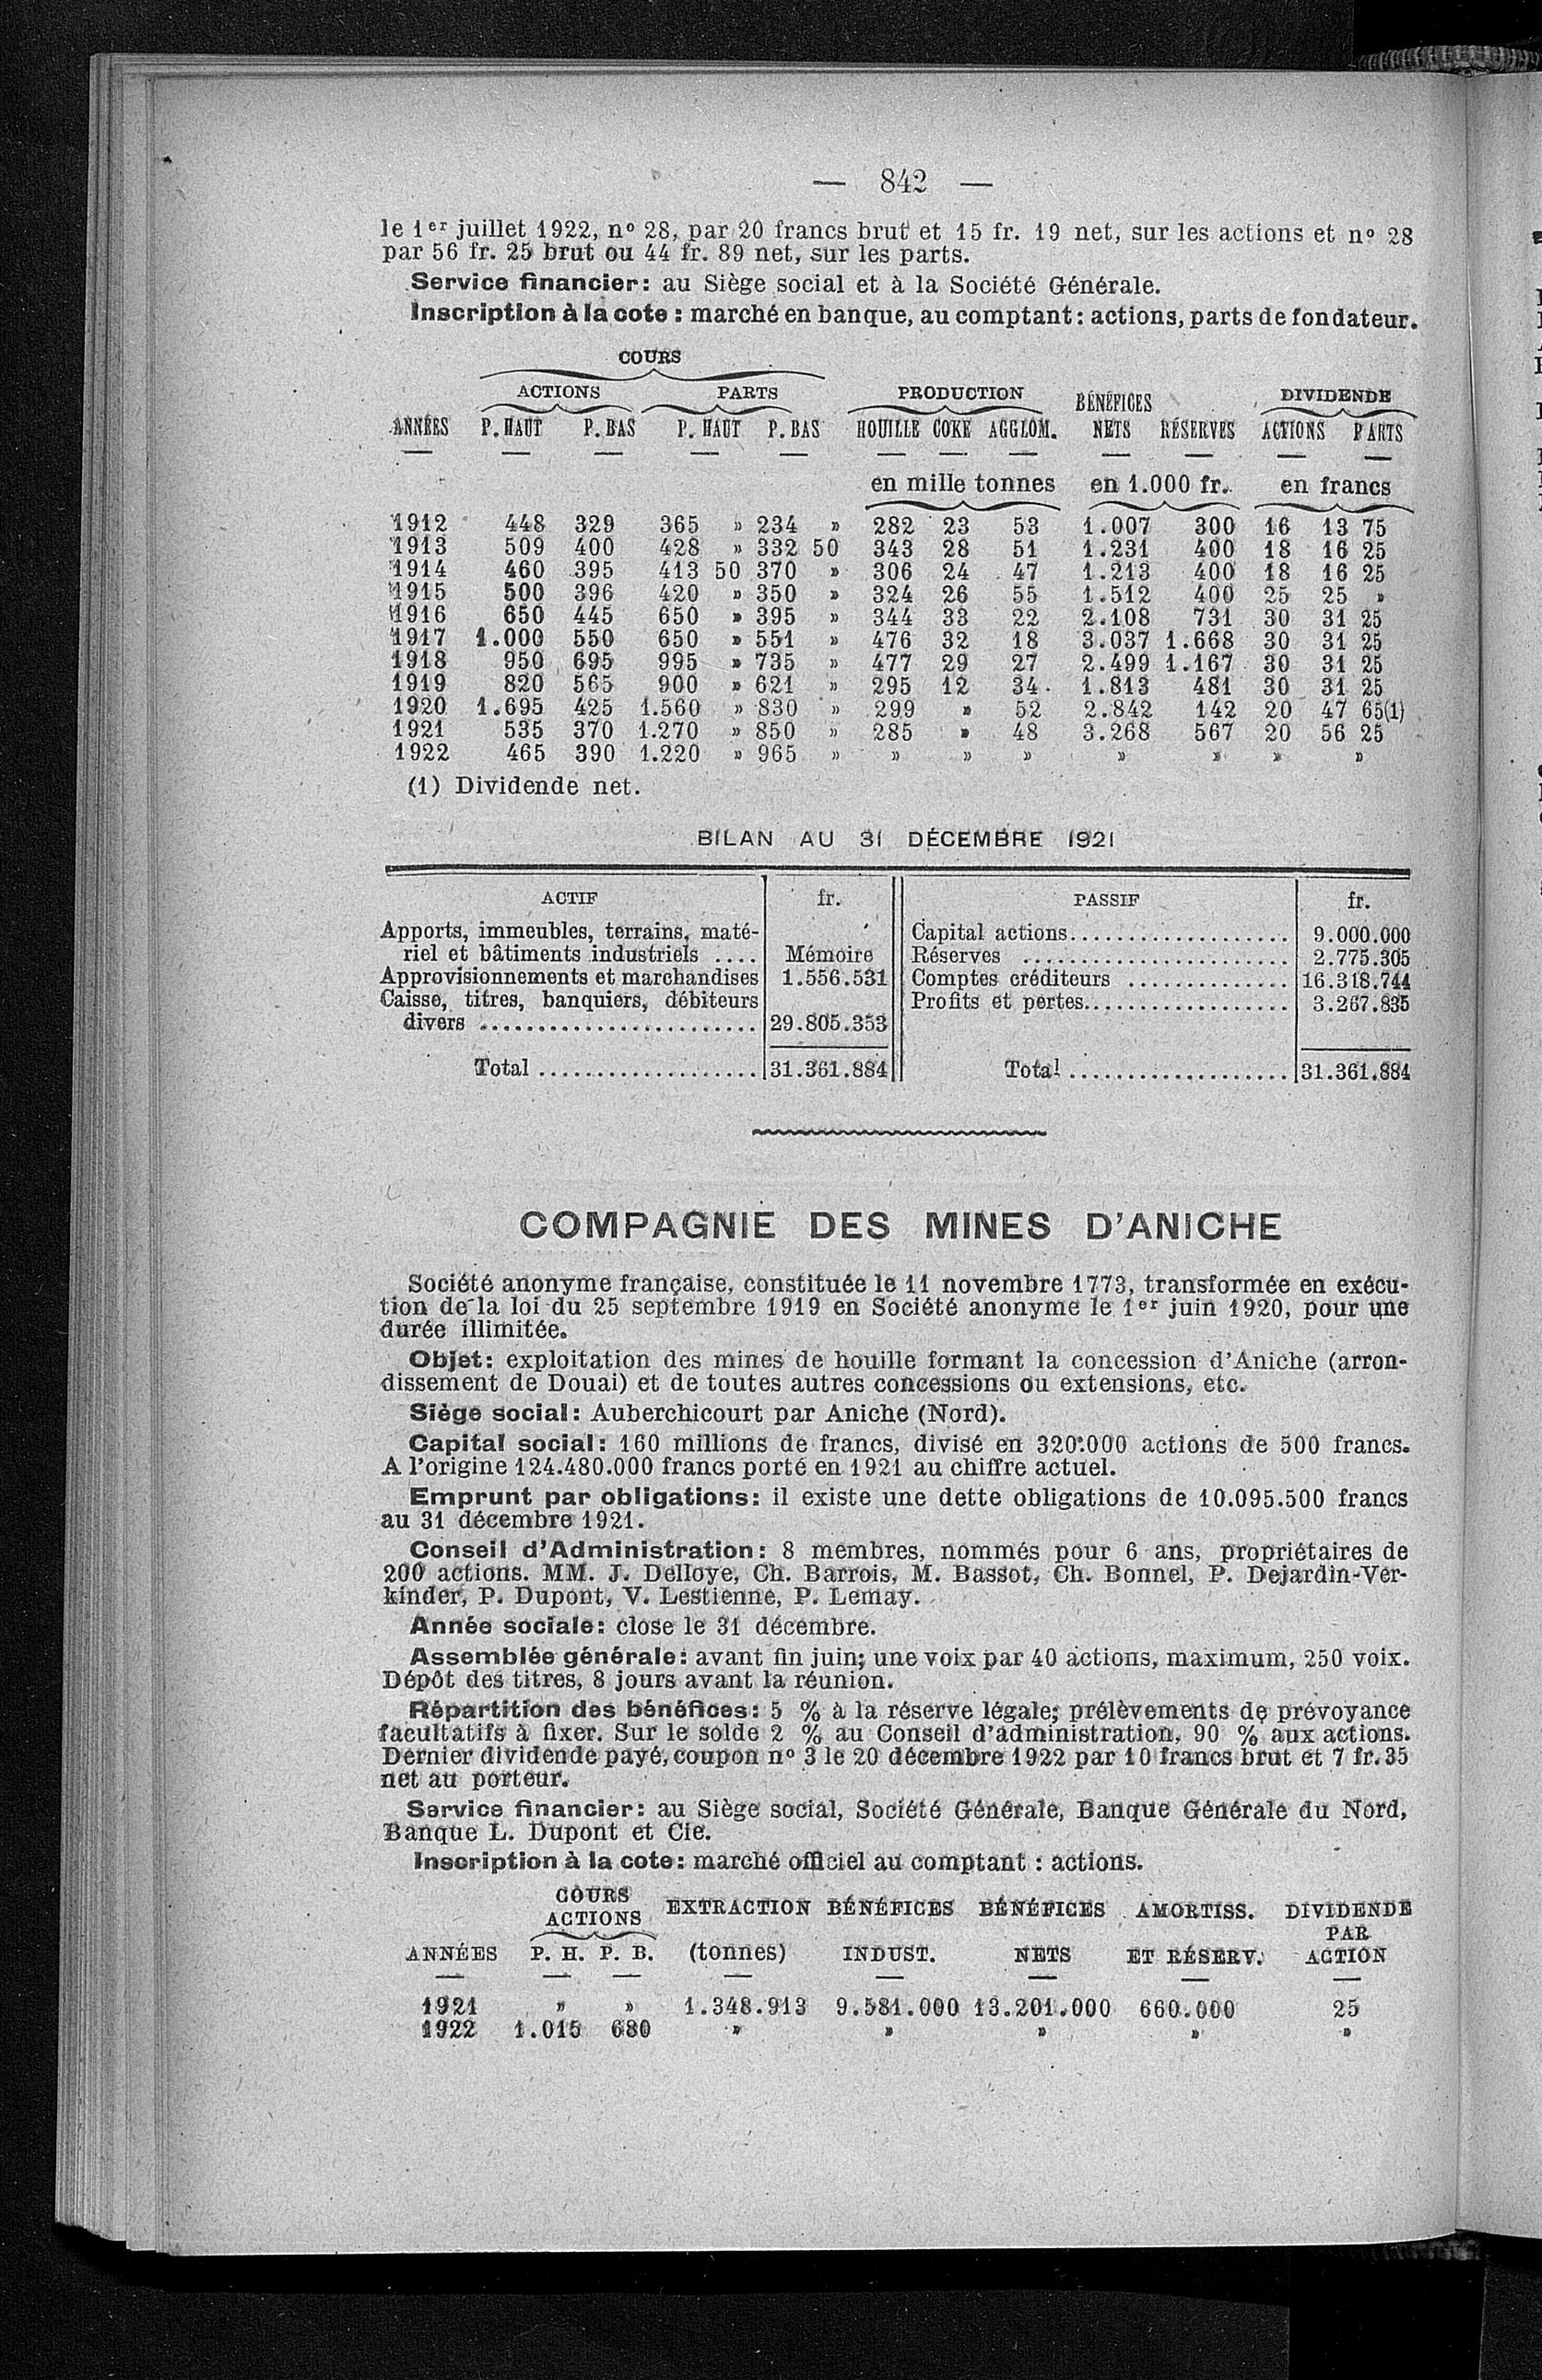 — 842 —
le 1er juillet 1922, no 28, par 20 francs brut et 15 fr. 19 net, sur les actions et no 28
par 56 fr. 25 brut ou 44 fr. 89 net, sur les parts.
Service financier : au Siège social et à la Société Générale.
Inscription à la cote : marché en banque, au comptant : actions, parts de fondateur.
COURS
ACTIONS PARTS PRODUCTION BÉNÉFICES DIVIDENDE
ANNÉES P. HAUT P. BAS P. HAUT P. BAS HOUILLE COKE AGGLOM. NETS RÉSERVES ACTIONS PARTS
en mille tonnes en 1.000 fr. en francs
1912 448 329 365 » 234 » 282 23 53 1.007 300 16 13 75
1913 509 400 428 » 332 50 343 28 51 1.231 400 18 16 25
1914 460 395 413 50 370 » 306 24 47 1.213 400 18 16 25
1915 500 396 420 » 350 » 324 26 55 1.512 400 25 25 »
1916 650 445 650 » 395 » 344 33 22 2.108 731 30 31 25
1917 1.000 550 650 » 551 » 476 32 18 3.037 1.668 30 31 25
1918 950 695 995 » 735 » 477 29 27 2.499 1.167 30 31 25
1919 820 565 900 » 621 » 295 12 34 1.813 481 30 31 25
1920 1.695 425 1.560 » 830 » 299 » 52 2.842 142 20 47 65(1)
1921 535 370 1.270 » 850 » 285 » 48 3.268 567 20 56 25
1922 465 390 1.220 » 965 » » » » » » » »
(1) Dividende net.
BILAN AU 31 DÉCEMBRE 1921
ACTIF fr. PASSIF fr.
Apports, immeubles, terrains, maté- Capital actions................... 9.000.000
riel et bâtiments industriels .... Mémoire Réserves ....................... 2.775.305
Approvisionnements et marchandises 1.556.531 Comptes créditeurs .............. 16.318.744
Caisse, titres, banquiers, débiteurs Profits et pertes.................. 3.267.835
divers ........................ 29.805.353
Total ................... 31.361.884 Total ................... 31.361.884
COMPAGNIE DES MINES D'ANICHE
Société anonyme française, constituée le 11 novembre 1773, transformée en exécu-
tion de la loi du 25 septembre 1919 en Société anonyme le 1er juin 1920, pour une
durée illimitée.
Objet : exploitation des mines de houille formant la concession d'Aniche (arron-
dissement de Douai) et de toutes autres concessions ou extensions, etc.
Siège social : Auberchicourt par Aniche (Nord).
Capital social : 160 millions de francs, divisé en 320.000 actions de 500 francs.
A l'origine 124.480.000 francs porté en 1921 au chiffre actuel.
Emprunt par obligations : il existe une dette obligations de 10.095.500 francs
au 31 décembre 1921.
Conseil d'Administration : 8 membres, nommés pour 6 ans, propriétaires de
200 actions. MM. J. Delloye, Ch. Barrois, M. Bassot, Ch. Bonnel, P. Dejardin-Ver-
kinder, P. Dupont, V. Lestienne, P. Lemay.
Année sociale : close le 31 décembre.
Assemblée générale : avant fin juin; une voix par 40 actions, maximum, 250 voix.
Dépôt des titres, 8 jours avant la réunion.
Répartition des bénéfices : 5 % à la réserve légale; prélèvements de prévoyance
facultatifs à fixer. Sur le solde 2 % au Conseil d'administration, 90 % aux actions.
Dernier dividende payé, coupon no 3 le 20 décembre 1922 par 10 francs brut et 7 fr. 35
net au porteur.
Service financier : au Siège social, Société Générale, Banque Générale du Nord,
Banque L. Dupont et Cie.
Inscription à la cote : marché officiel au comptant : actions.
COURS
ACTIONS EXTRACTION BÉNÉFICES BÉNÉFICES AMORTISS. DIVIDENDE
PAR
ANNÉES P. H. P. B. (tonnes) INDUST. NETS ET RÉSERV. ACTION
1921 » » 1.348.913 9.581.000 13.201.000 660.000 25
1922 1.015 680 » » » » »